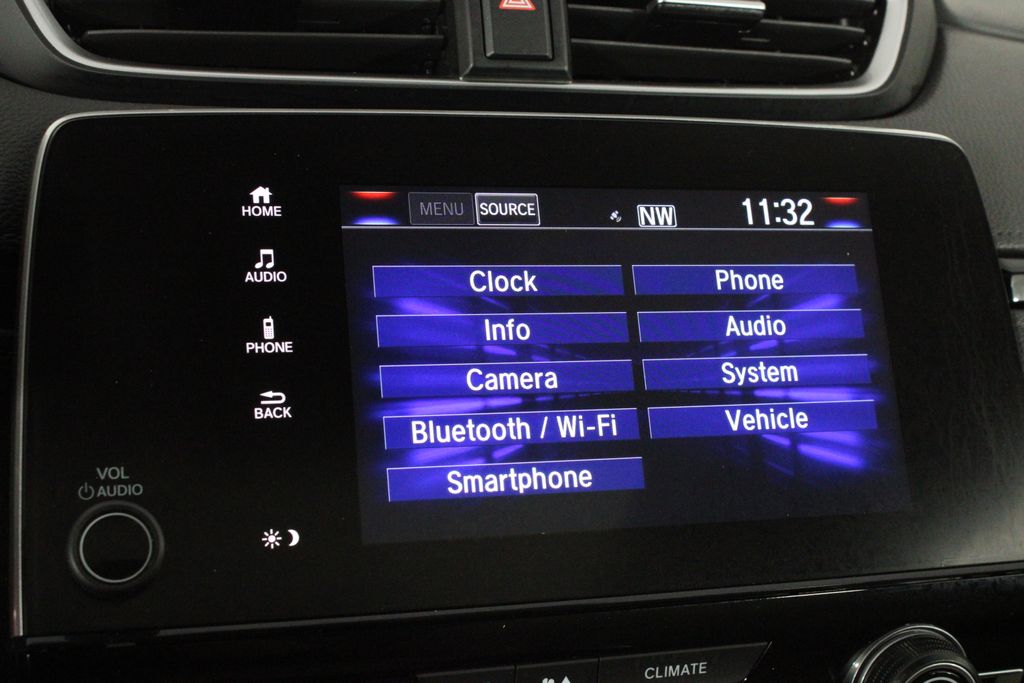 HOME
AUDIO
PHONE
BACK
VOL
AUDIO
MENU SOURCE NW 11:32
Clock Phone
Info Audio
Camera System
Bluetooth / Wi-Fi Vehicle
Smartphone
CLIMATE